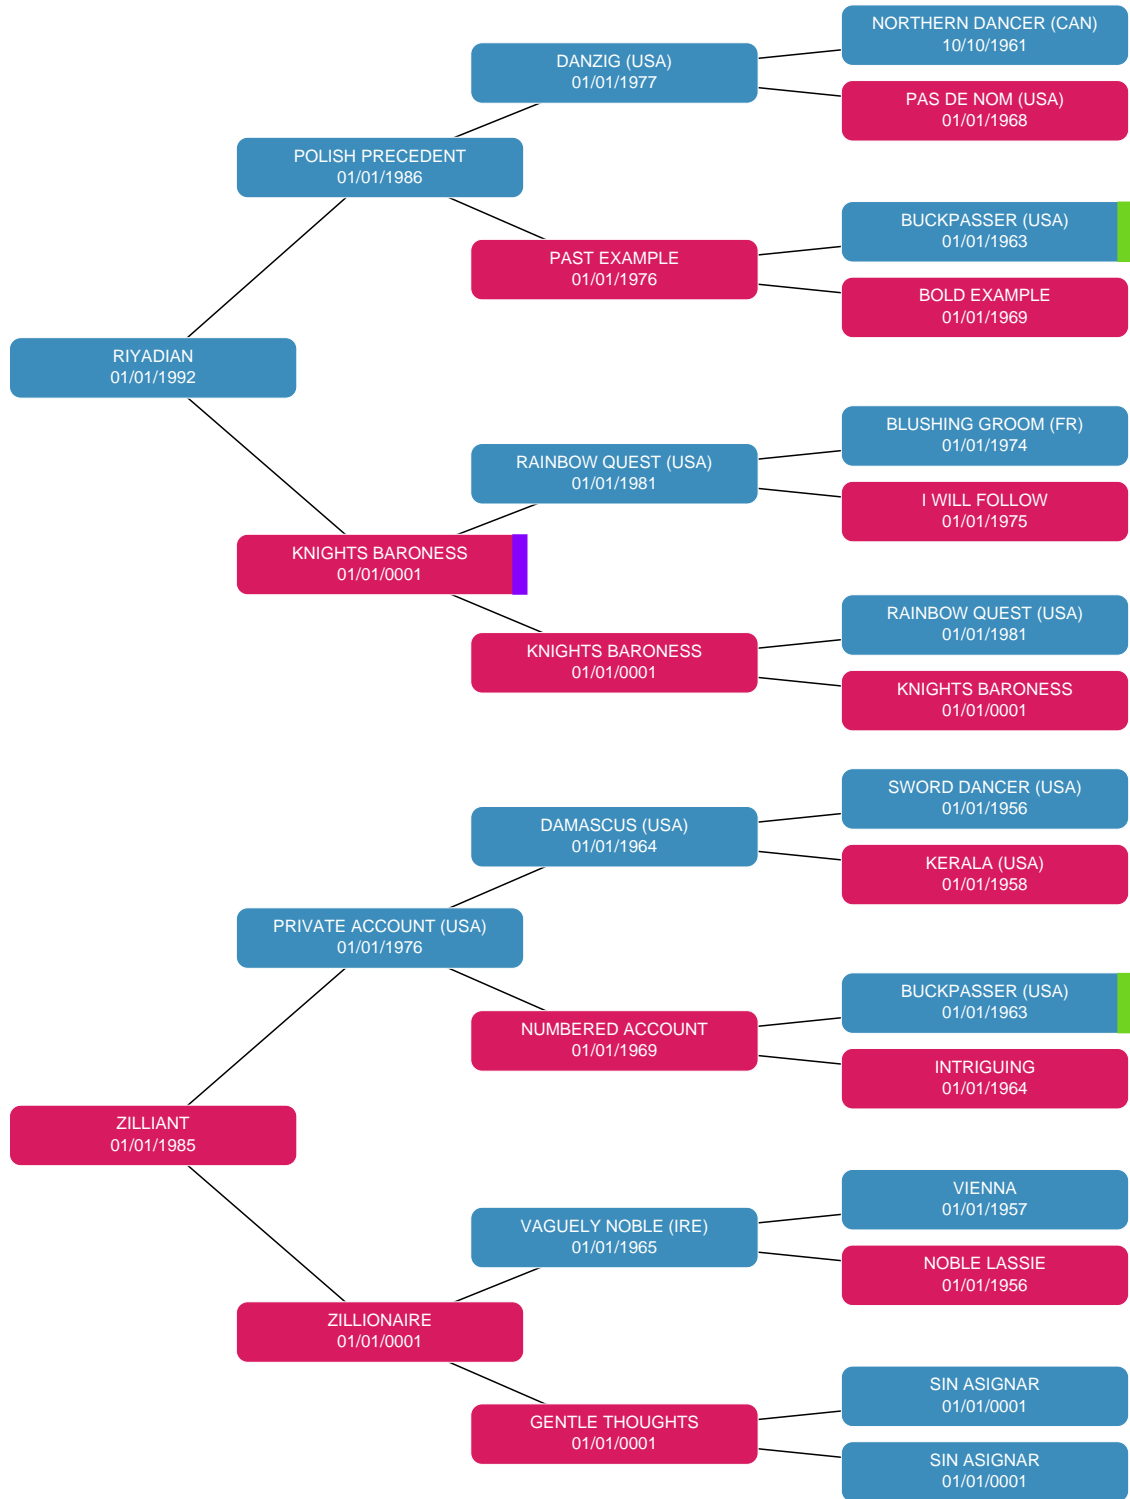 NORTHERN DANCER (CAN)
10/10/1961
DANZIG (USA)
01/01/1977
PAS DE NOM (USA)
01/01/1968
POLISH PRECEDENT
01/01/1986
BUCKPASSER (USA)
01/01/1963
PAST EXAMPLE
01/01/1976
BOLD EXAMPLE
01/01/1969
RIYADIAN
01/01/1992
BLUSHING GROOM (FR)
01/01/1974
RAINBOW QUEST (USA)
01/01/1981
I WILL FOLLOW
01/01/1975
KNIGHTS BARONESS
01/01/0001
RAINBOW QUEST (USA)
01/01/1981
KNIGHTS BARONESS
01/01/0001
KNIGHTS BARONESS
01/01/0001
SWORD DANCER (USA)
01/01/1956
DAMASCUS (USA)
01/01/1964
KERALA (USA)
01/01/1958
PRIVATE ACCOUNT (USA)
01/01/1976
BUCKPASSER (USA)
01/01/1963
NUMBERED ACCOUNT
01/01/1969
INTRIGUING
01/01/1964
ZILLIANT
01/01/1985
VIENNA
01/01/1957
VAGUELY NOBLE (IRE)
01/01/1965
NOBLE LASSIE
01/01/1956
ZILLIONAIRE
01/01/0001
SIN ASIGNAR
01/01/0001
GENTLE THOUGHTS
01/01/0001
SIN ASIGNAR
01/01/0001